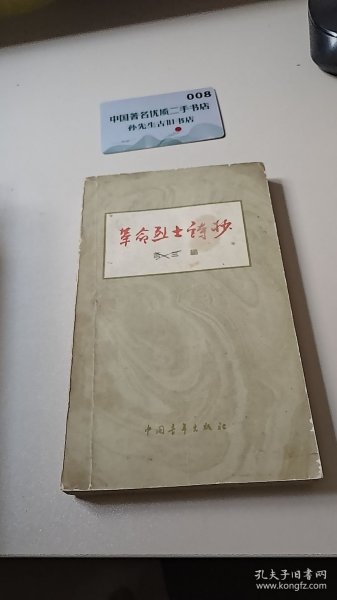 008
中国著名优质二手书店
孙先生古旧书店
革命烈士诗抄
编
中国青年出版社
孔夫子旧书网
www.kongfz.com